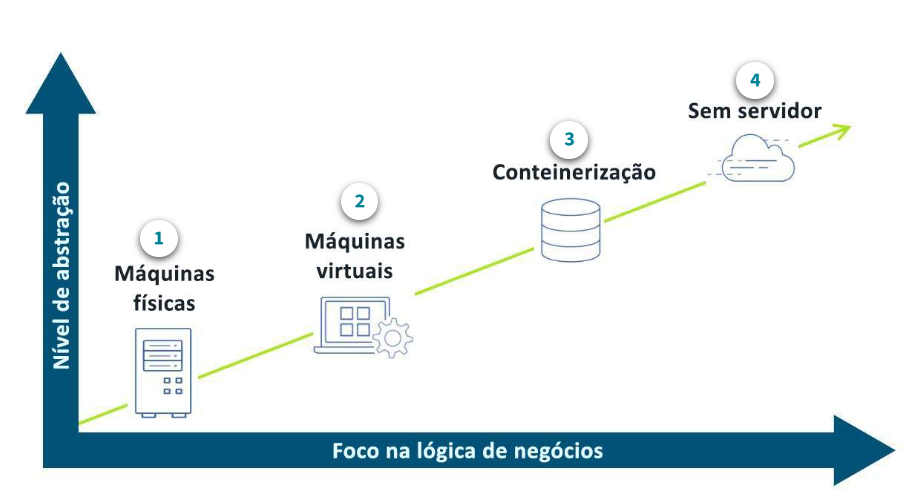 4
Sem servidor
3
Conteinerização
2
Máquinas
virtuais
1
Máquinas
físicas
Nível de abstração
Foco na lógica de negócios